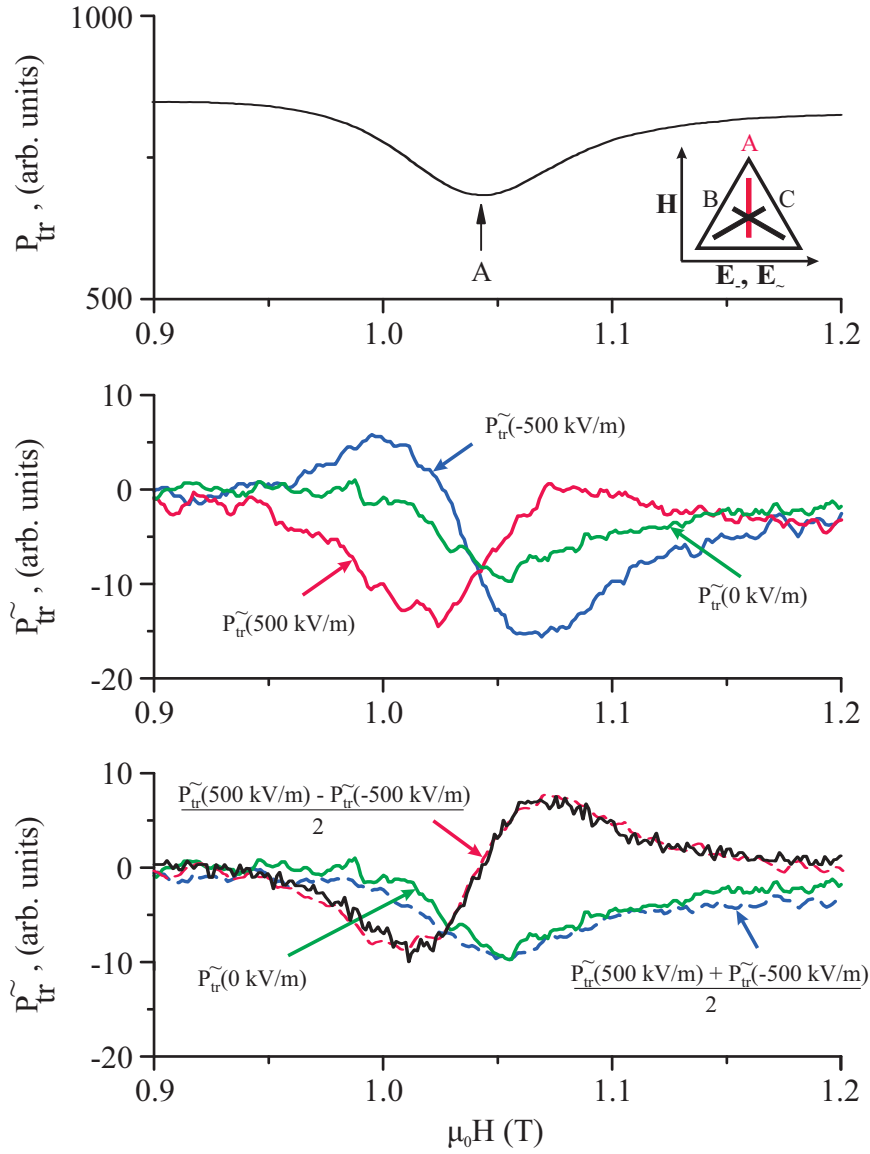 1000
500
P_tr , (arb. units)
A
H
A
B
C
E_-, E_~
0.9 1.0 1.1 1.2
10
0
-10
-20
P̃_tr , (arb. units)
P̃_tr(-500 kV/m)
P̃_tr(500 kV/m)
P̃_tr(0 kV/m)
0.9 1.0 1.1 1.2
10
0
-10
-20
P̃_tr , (arb. units)
P̃_tr(500 kV/m) - P̃_tr(-500 kV/m)
2
P̃_tr(0 kV/m)
P̃_tr(500 kV/m) + P̃_tr(-500 kV/m)
2
0.9 1.0 1.1 1.2
μ₀H (T)